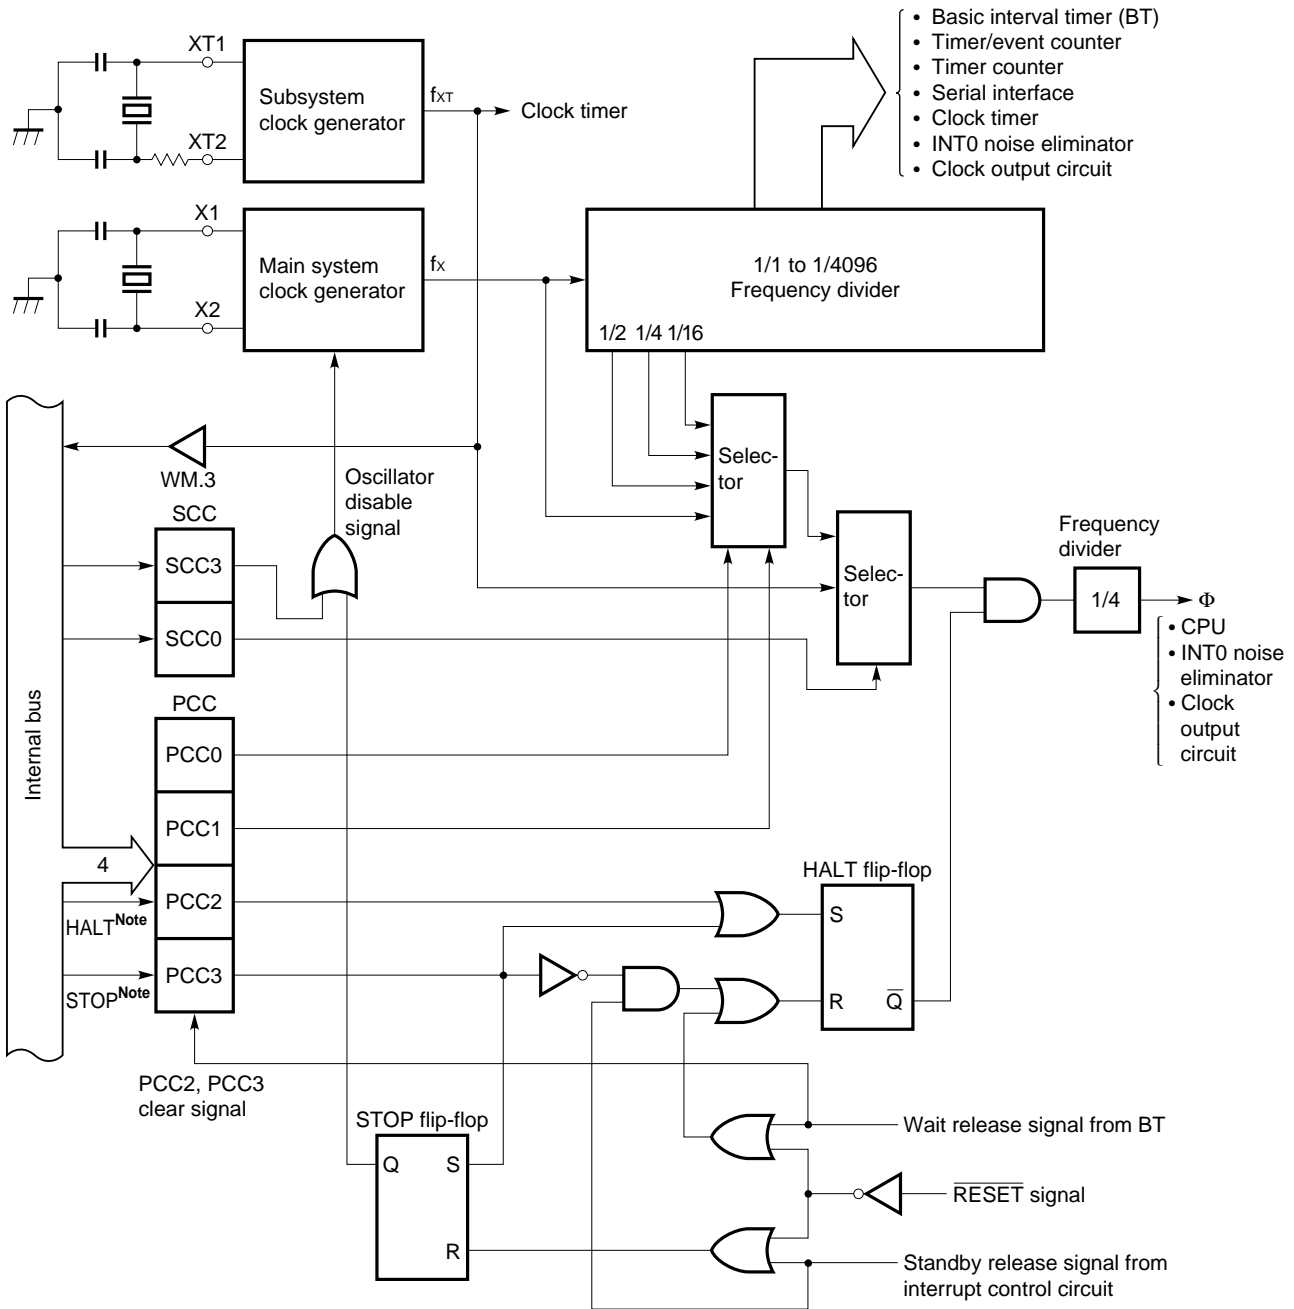 • Basic interval timer (BT)
• Timer/event counter
• Timer counter
• Serial interface
• Clock timer
• INT0 noise eliminator
• Clock output circuit
XT1
Subsystem
clock generator
fXT
Clock timer
XT2
X1
Main system
clock generator
fX
X2
1/1 to 1/4096
Frequency divider
1/2 1/4 1/16
Selec-
tor
WM.3
Oscillator
disable
signal
SCC
SCC3
SCC0
Selec-
tor
Frequency
divider
1/4
Φ
• CPU
• INT0 noise
eliminator
• Clock
output
circuit
Internal bus
PCC
PCC0
PCC1
4
PCC2
HALTNote
PCC3
STOPNote
HALT flip-flop
S
R
Q
PCC2, PCC3
clear signal
STOP flip-flop
Q
S
R
Wait release signal from BT
RESET signal
Standby release signal from
interrupt control circuit